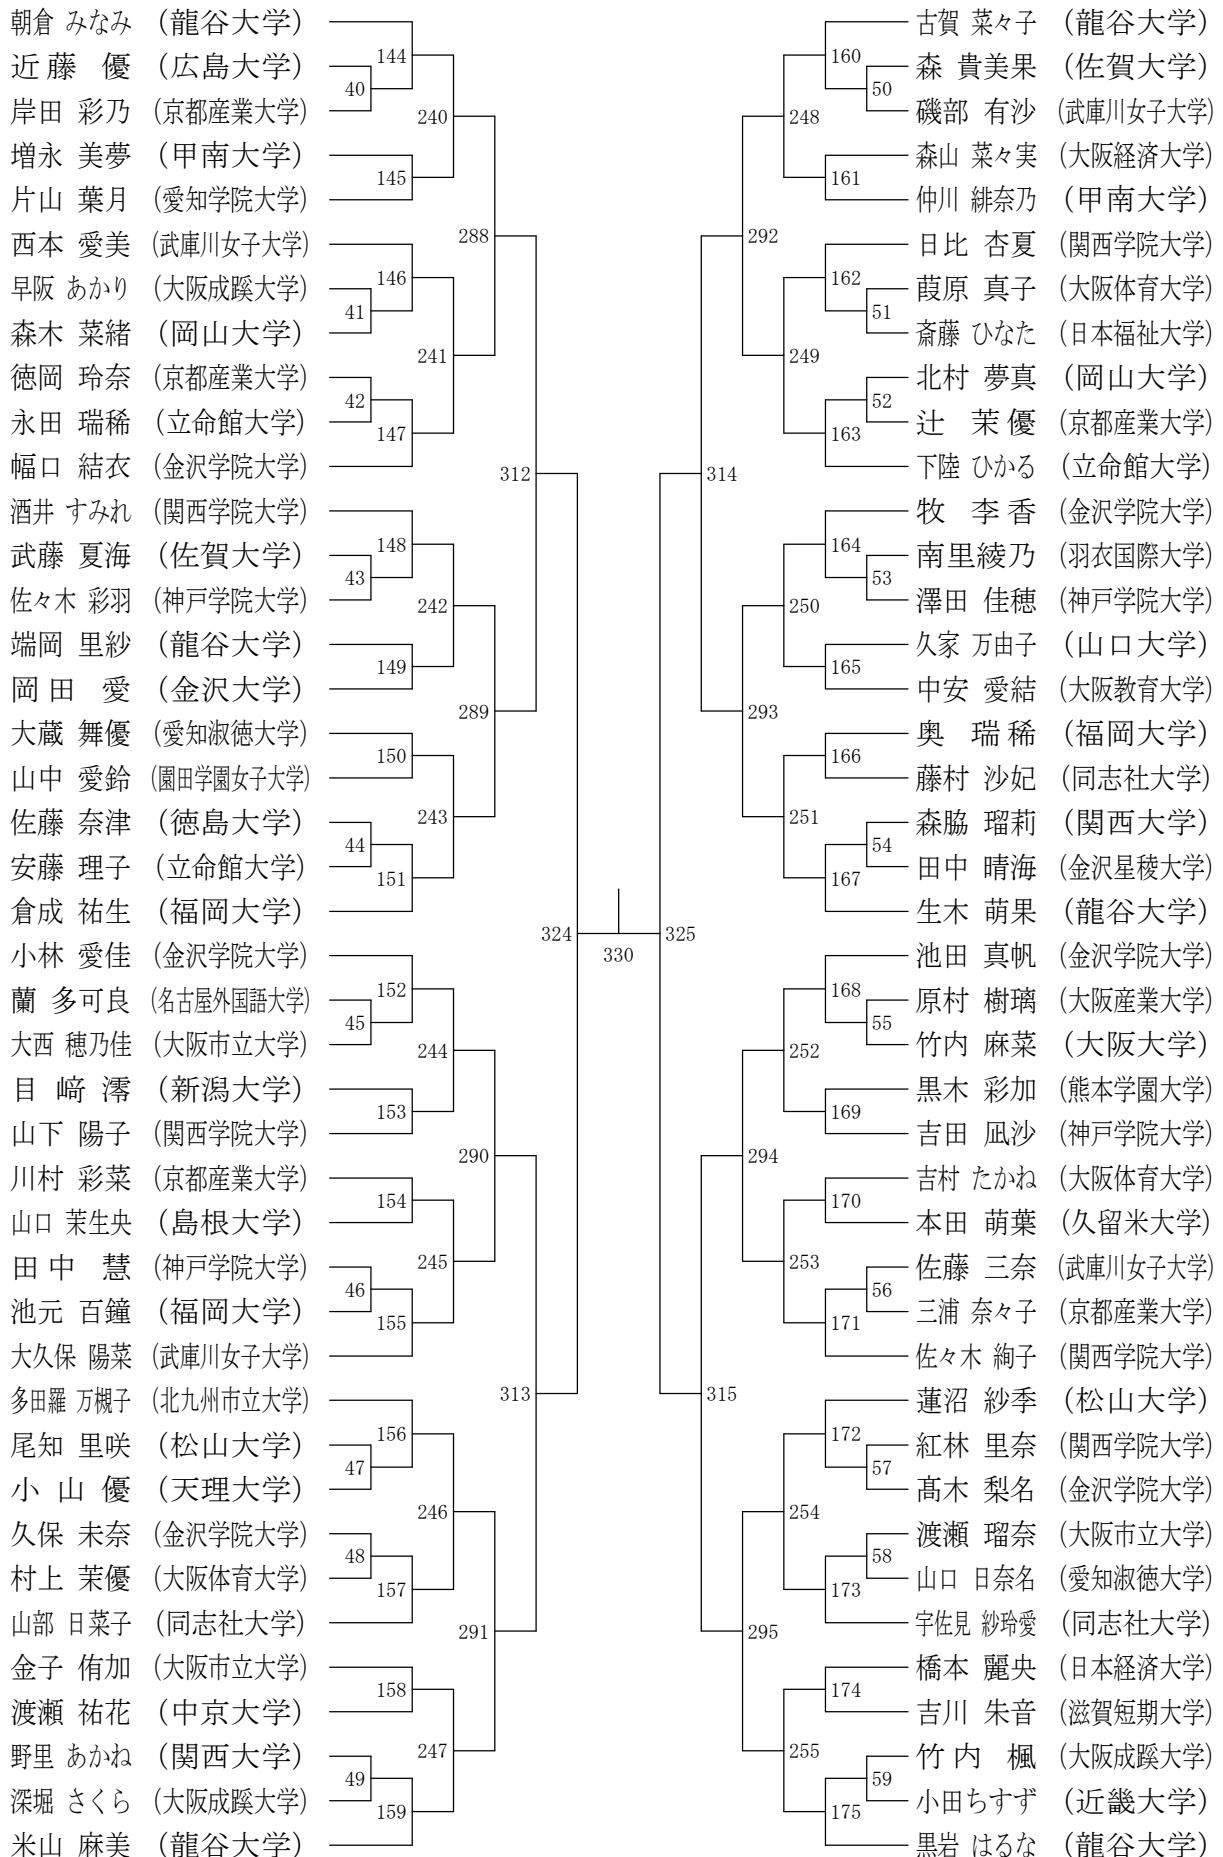 朝倉 みなみ (龍谷大学)
近藤 優 (広島大学)
岸田 彩乃 (京都産業大学)
増永 美夢 (甲南大学)
片山 葉月 (愛知学院大学)
西本 愛美 (武庫川女子大学)
早阪 あかり (大阪成蹊大学)
森木 菜緒 (岡山大学)
徳岡 玲奈 (京都産業大学)
永田 瑞稀 (立命館大学)
幅口 結衣 (金沢学院大学)
酒井 すみれ (関西学院大学)
武藤 夏海 (佐賀大学)
佐々木 彩羽 (神戸学院大学)
端岡 里紗 (龍谷大学)
岡田 愛 (金沢大学)
大蔵 舞優 (愛知淑徳大学)
山中 愛鈴 (園田学園女子大学)
佐藤 奈津 (徳島大学)
安藤 理子 (立命館大学)
倉成 祐生 (福岡大学)
小林 愛佳 (金沢学院大学)
蘭 多可良 (名古屋外国語大学)
大西 穂乃佳 (大阪市立大学)
目﨑 澪 (新潟大学)
山下 陽子 (関西学院大学)
川村 彩菜 (京都産業大学)
山口 茉生央 (島根大学)
田中 慧 (神戸学院大学)
池元 百鐘 (福岡大学)
大久保 陽菜 (武庫川女子大学)
多田羅 万槻子 (北九州市立大学)
尾知 里咲 (松山大学)
小山 優 (天理大学)
久保 未奈 (金沢学院大学)
村上 茉優 (大阪体育大学)
山部 日菜子 (同志社大学)
金子 侑加 (大阪市立大学)
渡瀬 祐花 (中京大学)
野里 あかね (関西大学)
深堀 さくら (大阪成蹊大学)
米山 麻美 (龍谷大学)
40
41
42
43
44
45
46
47
48
49
144
145
146
147
148
149
150
151
152
153
154
155
156
157
158
159
240
241
242
243
244
245
246
247
288
289
290
291
312
313
324
330
325
314
315
292
293
294
295
248
249
250
251
252
253
254
255
160
161
162
163
164
165
166
167
168
169
170
171
172
173
174
175
50
51
52
53
54
55
56
57
58
59
古賀 菜々子 (龍谷大学)
森 貴美果 (佐賀大学)
磯部 有沙 (武庫川女子大学)
森山 菜々実 (大阪経済大学)
仲川 緋奈乃 (甲南大学)
日比 杏夏 (関西学院大学)
葭原 真子 (大阪体育大学)
斎藤 ひなた (日本福祉大学)
北村 夢真 (岡山大学)
辻 茉優 (京都産業大学)
下陸 ひかる (立命館大学)
牧 李香 (金沢学院大学)
南里綾乃 (羽衣国際大学)
澤田 佳穂 (神戸学院大学)
久家 万由子 (山口大学)
中安 愛結 (大阪教育大学)
奥 瑞稀 (福岡大学)
藤村 沙妃 (同志社大学)
森脇 瑠莉 (関西大学)
田中 晴海 (金沢星稜大学)
生木 萌果 (龍谷大学)
池田 真帆 (金沢学院大学)
原村 樹璃 (大阪産業大学)
竹内 麻菜 (大阪大学)
黒木 彩加 (熊本学園大学)
吉田 凪沙 (神戸学院大学)
吉村 たかね (大阪体育大学)
本田 萌葉 (久留米大学)
佐藤 三奈 (武庫川女子大学)
三浦 奈々子 (京都産業大学)
佐々木 絢子 (関西学院大学)
蓮沼 紗季 (松山大学)
紅林 里奈 (関西学院大学)
髙木 梨名 (金沢学院大学)
渡瀬 瑠奈 (大阪市立大学)
山口 日奈名 (愛知淑徳大学)
宇佐見 紗玲愛 (同志社大学)
橋本 麗央 (日本経済大学)
吉川 朱音 (滋賀短期大学)
竹内 楓 (大阪成蹊大学)
小田ちすず (近畿大学)
黒岩 はるな (龍谷大学)